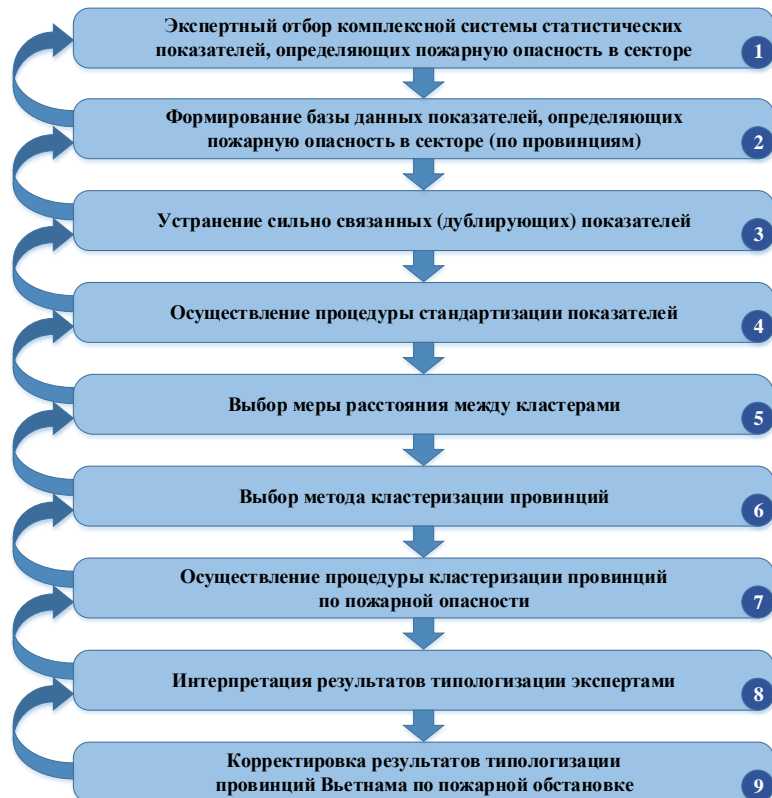 Экспертный отбор комплексной системы статистических
показателей, определяющих пожарную опасность в секторе
1
Формирование базы данных показателей, определяющих
пожарную опасность в секторе (по провинциям)
2
Устранение сильно связанных (дублирующих) показателей
3
Осуществление процедуры стандартизации показателей
4
Выбор меры расстояния между кластерами
5
Выбор метода кластеризации провинций
6
Осуществление процедуры кластеризации провинций
по пожарной опасности
7
Интерпретация результатов типологизации экспертами
8
Корректировка результатов типологизации
провинций Вьетнама по пожарной обстановке
9